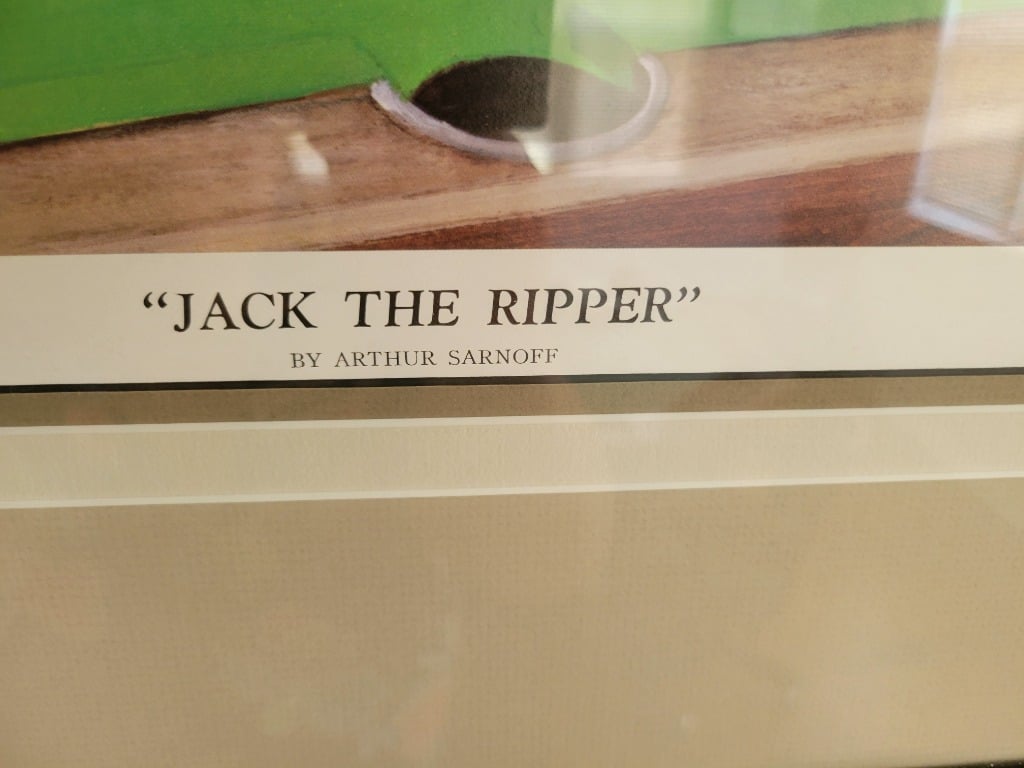 “JACK THE RIPPER”
BY ARTHUR SARNOFF